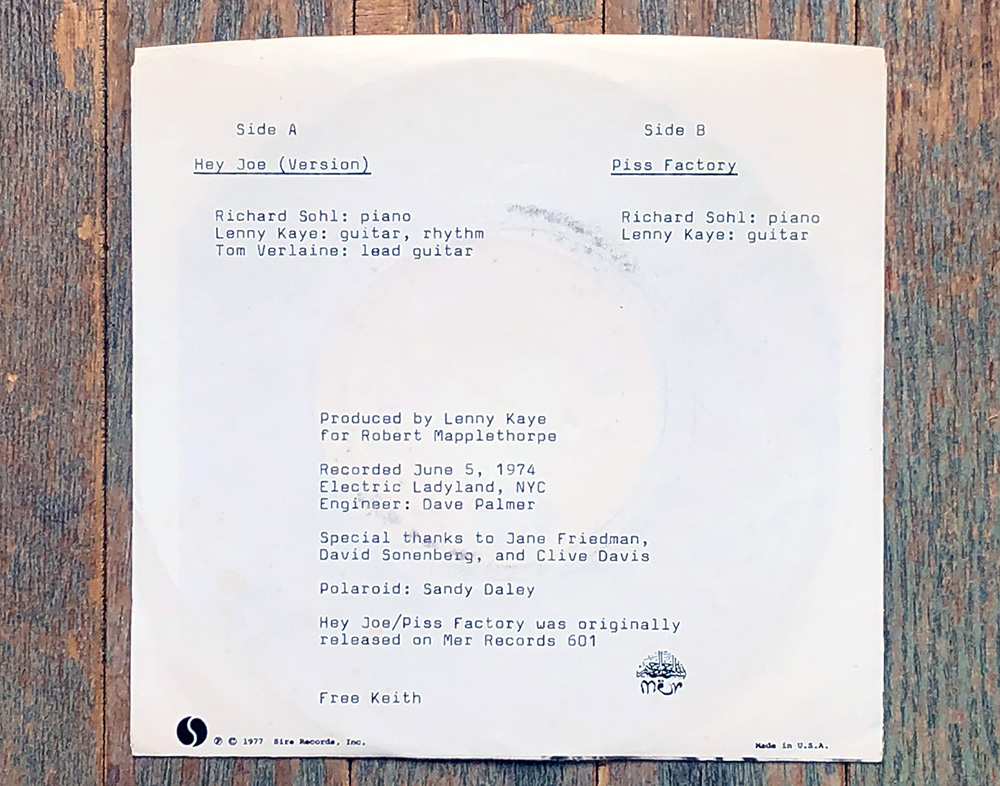 Side A
Hey Joe (Version)
Richard Sohl: piano
Lenny Kaye: guitar, rhythm
Tom Verlaine: lead guitar
Side B
Piss Factory
Richard Sohl: piano
Lenny Kaye: guitar
Produced by Lenny Kaye
for Robert Mapplethorpe
Recorded June 5, 1974
Electric Ladyland, NYC
Engineer: Dave Palmer
Special thanks to Jane Friedman,
David Sonenberg, and Clive Davis
Polaroid: Sandy Daley
Hey Joe/Piss Factory was originally
released on Mer Records 601
mër
Free Keith
℗ © 1977 Sire Records, Inc.
Made in U.S.A.